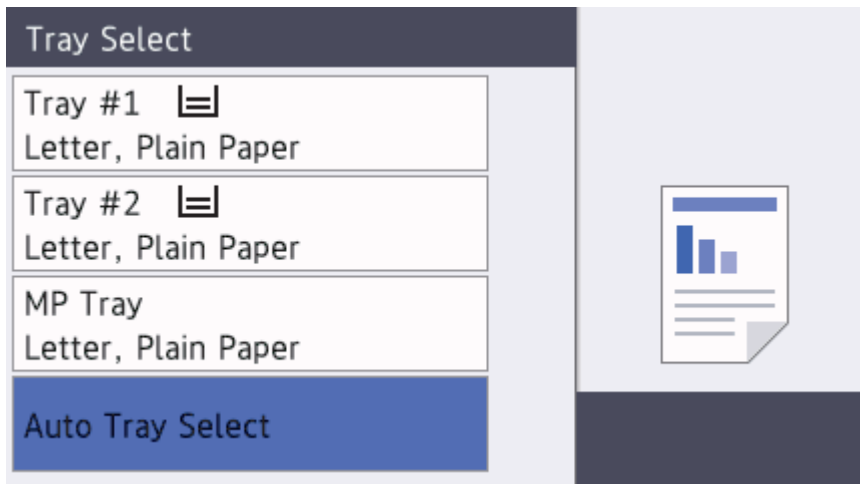 Tray Select
Tray #1
Letter, Plain Paper
Tray #2
Letter, Plain Paper
MP Tray
Letter, Plain Paper
Auto Tray Select